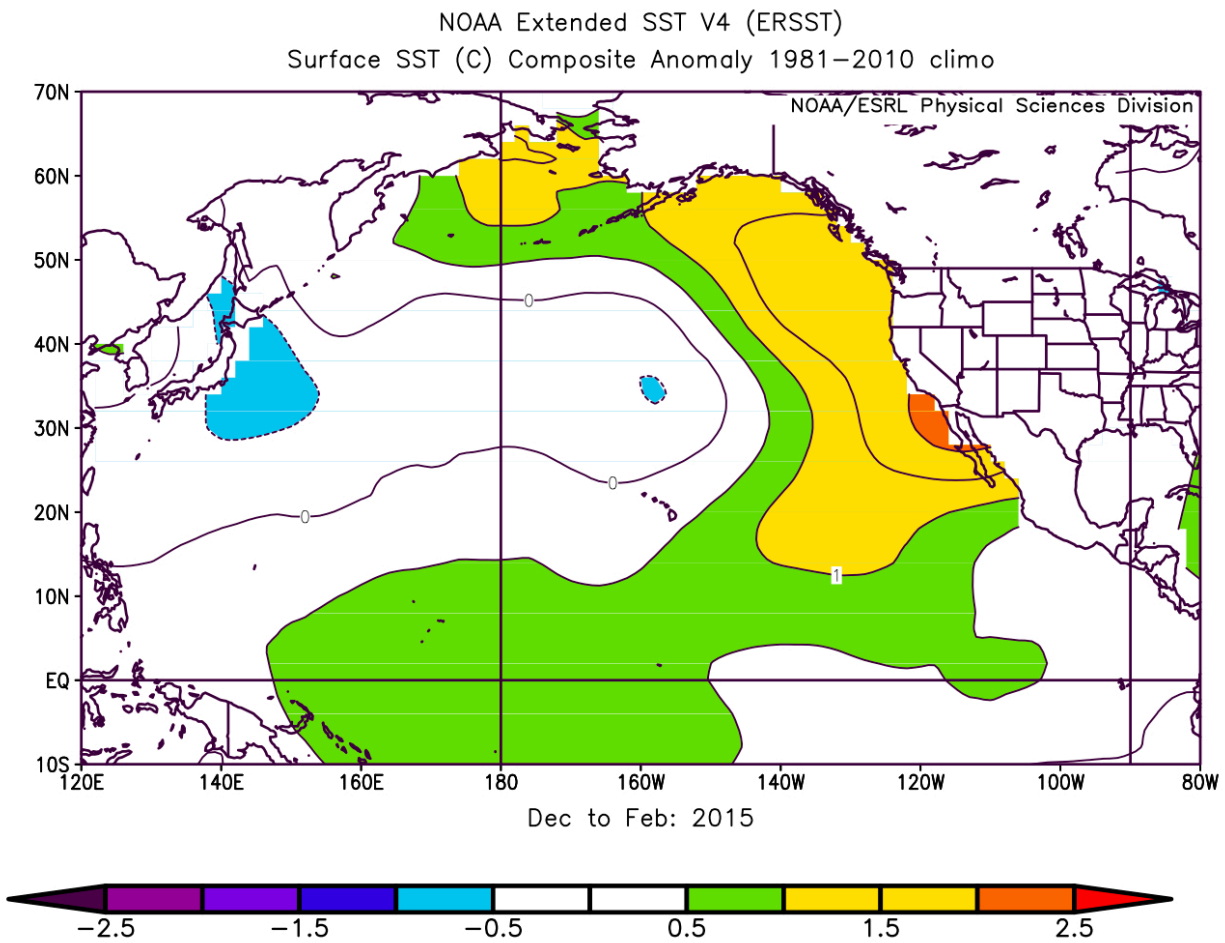 NOAA Extended SST V4 (ERSST)
Surface SST (C) Composite Anomaly 1981-2010 climo
NOAA/ESRL Physical Sciences Division
70N
60N
50N
40N
30N
20N
10N
EQ
10S
0
0
0
1
120E 140E 160E 180 160W 140W 120W 100W 80W
Dec to Feb: 2015
-2.5 -1.5 -0.5 0.5 1.5 2.5